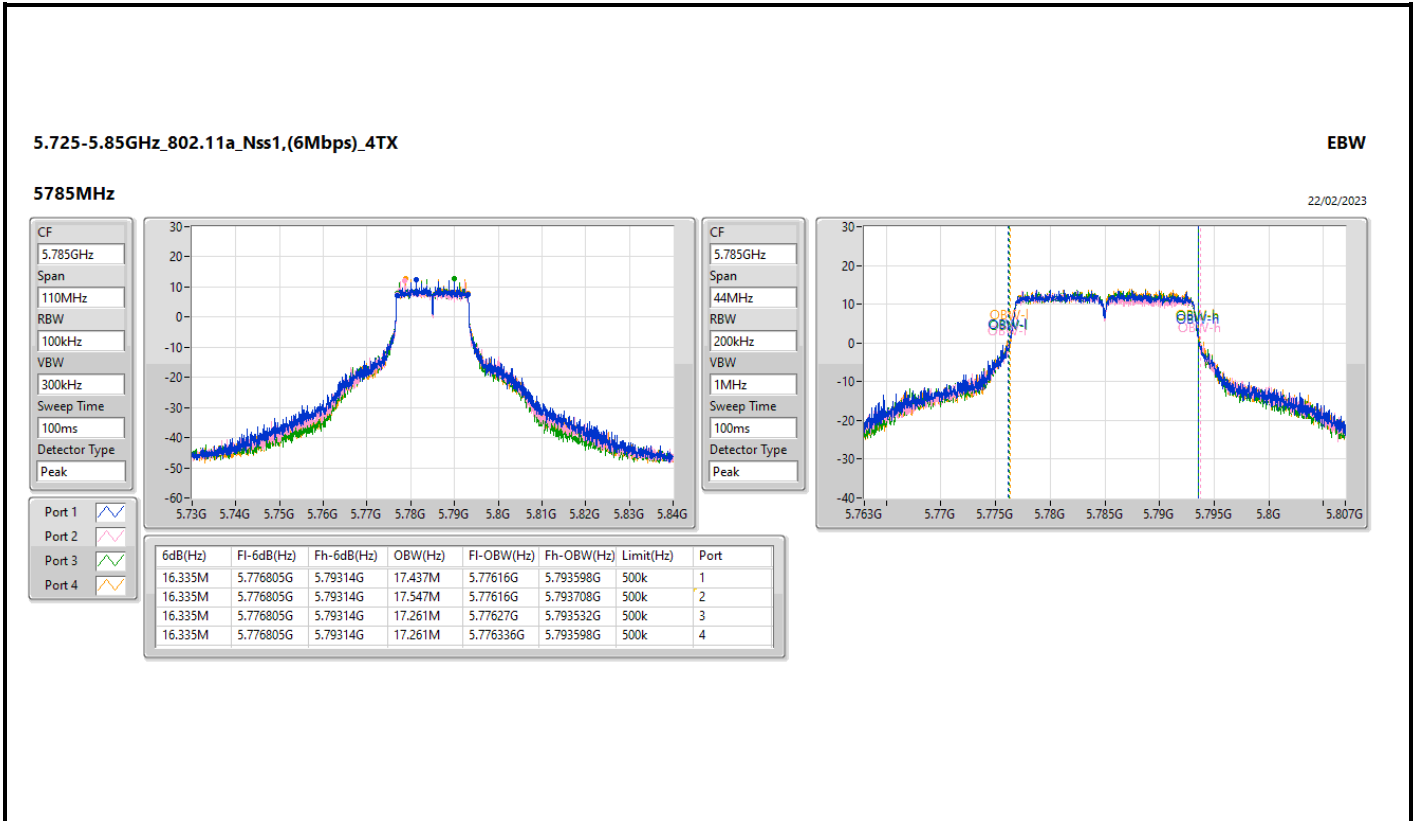 5.725-5.85GHz_802.11a_Nss1,(6Mbps)_4TX
EBW
5785MHz
22/02/2023
CF
5.785GHz
Span
110MHz
RBW
100kHz
VBW
300kHz
Sweep Time
100ms
Detector Type
Peak
30
20
10
0
-10
-20
-30
-40
-50
-60
5.73G 5.74G 5.75G 5.76G 5.77G 5.78G 5.79G 5.8G 5.81G 5.82G 5.83G 5.84G
CF
5.785GHz
Span
44MHz
RBW
200kHz
VBW
1MHz
Sweep Time
100ms
Detector Type
Peak
30
20
10
0
-10
-20
-30
-40
OBW-l
OBW-h
OBW-l
OBW-h
OBW-h
5.763G 5.77G 5.775G 5.78G 5.785G 5.79G 5.795G 5.8G 5.807G
Port 1
Port 2
Port 3
Port 4
6dB(Hz) Fl-6dB(Hz) Fh-6dB(Hz) OBW(Hz) Fl-OBW(Hz) Fh-OBW(Hz) Limit(Hz) Port
16.335M 5.776805G 5.79314G 17.437M 5.77616G 5.793598G 500k 1
16.335M 5.776805G 5.79314G 17.547M 5.77616G 5.793708G 500k 2
16.335M 5.776805G 5.79314G 17.261M 5.77627G 5.793532G 500k 3
16.335M 5.776805G 5.79314G 17.261M 5.776336G 5.793598G 500k 4